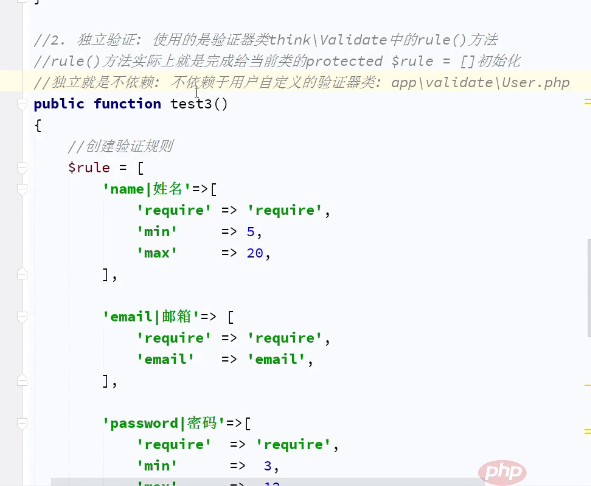 }
//2. 独立验证: 使用的是验证器类think\Validate中的rule()方法
//rule()方法实际上就是完成给当前类的protected $rule = []初始化
//独立就是不依赖: 不依赖于用户自定义的验证器类: app\validate\User.php
public function test3()
{
//创建验证规则
$rule = [
'name|姓名'=>[
'require' => 'require',
'min' => 5,
'max' => 20,
],
'email|邮箱'=> [
'require' => 'require',
'email' => 'email',
],
'password|密码'=>[
'require' => 'require',
'min' => 3,
php